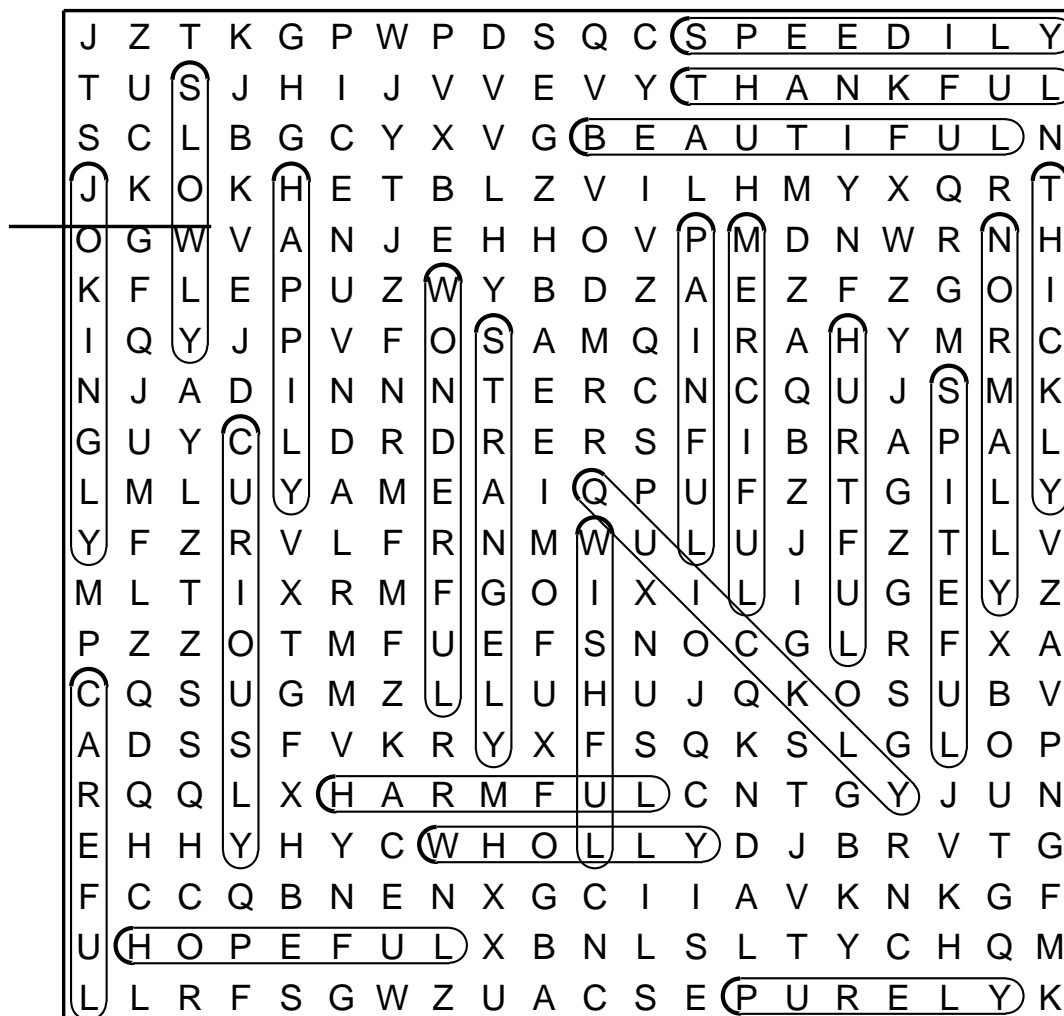 J Z T K G P W P D S Q C S P E E D I L Y
T U S J H I J V V E V Y T H A N K F U L
S C L B G C Y X V G B E A U T I F U L N
J K O K H E T B L Z V I L H M Y X Q R T
O G W V A N J E H H O V P M D N W R N H
K F L E P U Z W Y B D Z A E Z F Z G O I
I Q Y J P V F O S A M Q I R A H Y M R C
N J A D I N N N T E R C N C Q U J S M K
G U Y C L D R D R E R S F I B R A P A L
L M L U Y A M E A I Q P U F Z T G I L Y
Y F Z R V L F R N M W U L U J F Z T L V
M L T I X R M F G O I X I L I U G E Y Z
P Z Z O T M F U E F S N O C G L R F X A
C Q S U G M Z L L U H U J Q K O S U B V
A D S S F V K R Y X F S Q K S L G L O P
R Q Q L X H A R M F U L C N T G Y J U N
E H H Y H Y C W H O L L Y D J B R V T G
F C C Q B N E N X G C I I A V K N K G F
U H O P E F U L X B N L S L T Y C H Q M
L L R F S G W Z U A C S E P U R E L Y K